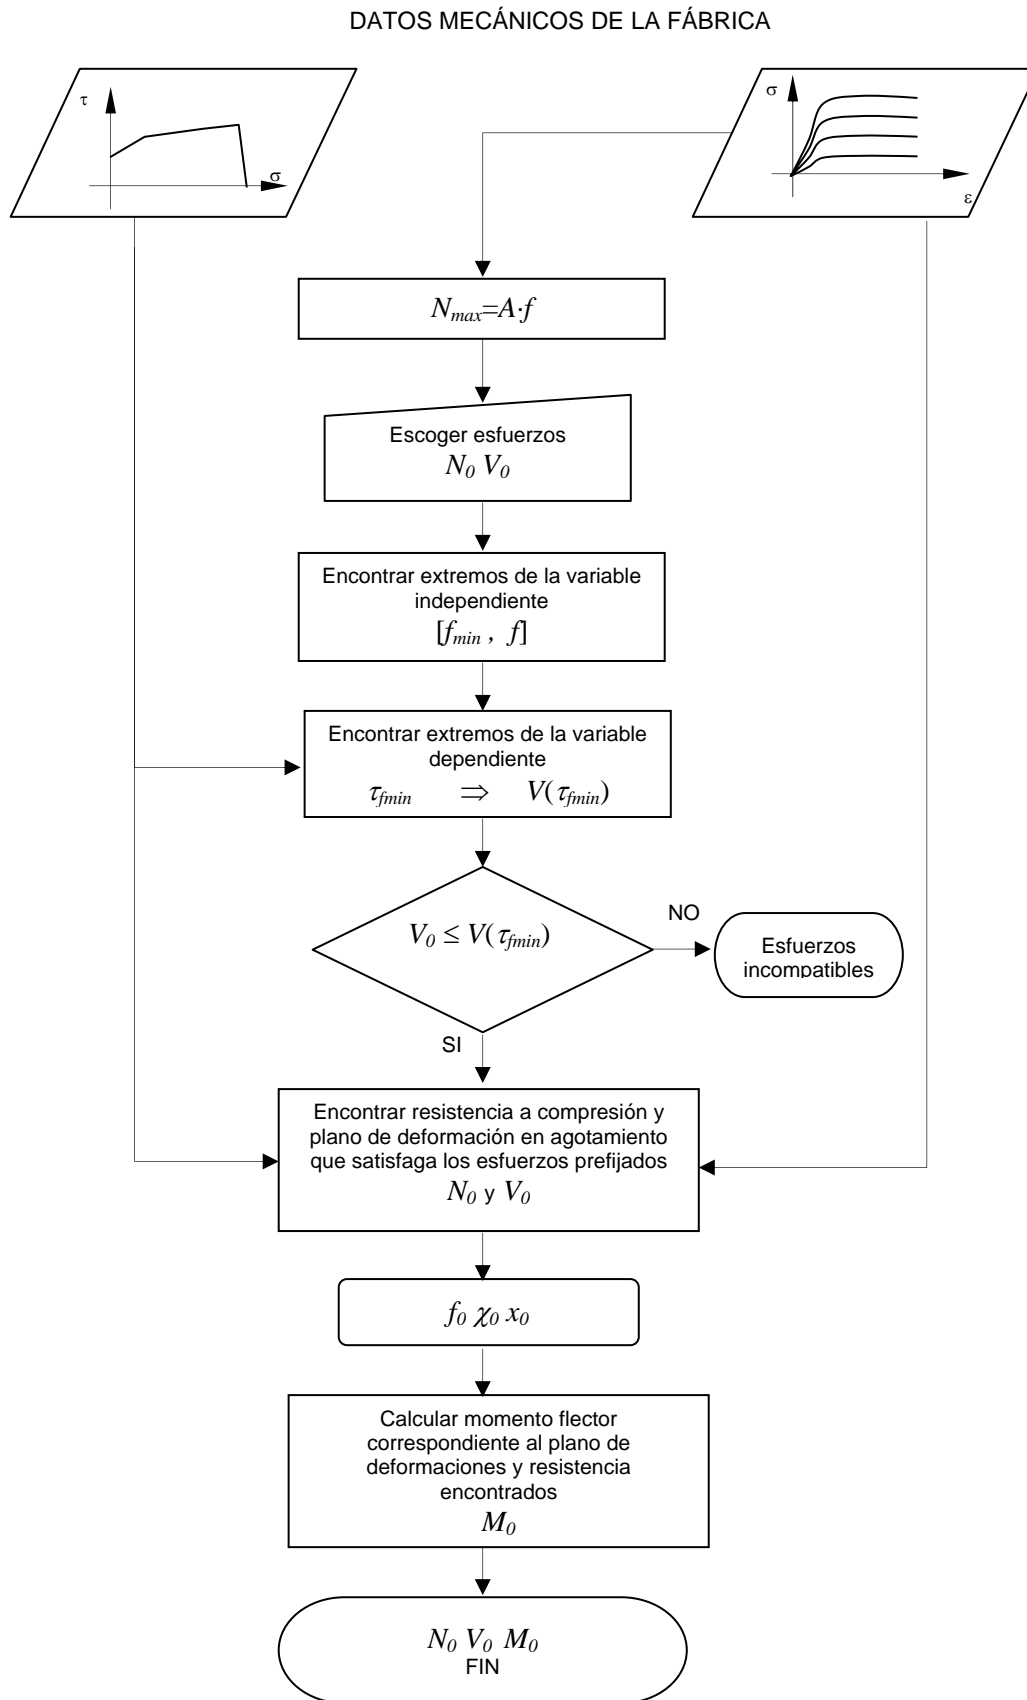 DATOS MECÁNICOS DE LA FÁBRICA
τ
σ
σ
ε
N_max=A·f
Escoger esfuerzos
N_0 V_0
Encontrar extremos de la variable
independiente
[f_min , f]
Encontrar extremos de la variable
dependiente
τ_fmin ⇒ V(τ_fmin)
V_0 ≤ V(τ_fmin)
NO
Esfuerzos
incompatibles
SI
Encontrar resistencia a compresión y
plano de deformación en agotamiento
que satisfaga los esfuerzos prefijados
N_0 y V_0
f_0 χ_0 x_0
Calcular momento flector
correspondiente al plano de
deformaciones y resistencia
encontrados
M_0
N_0 V_0 M_0
FIN